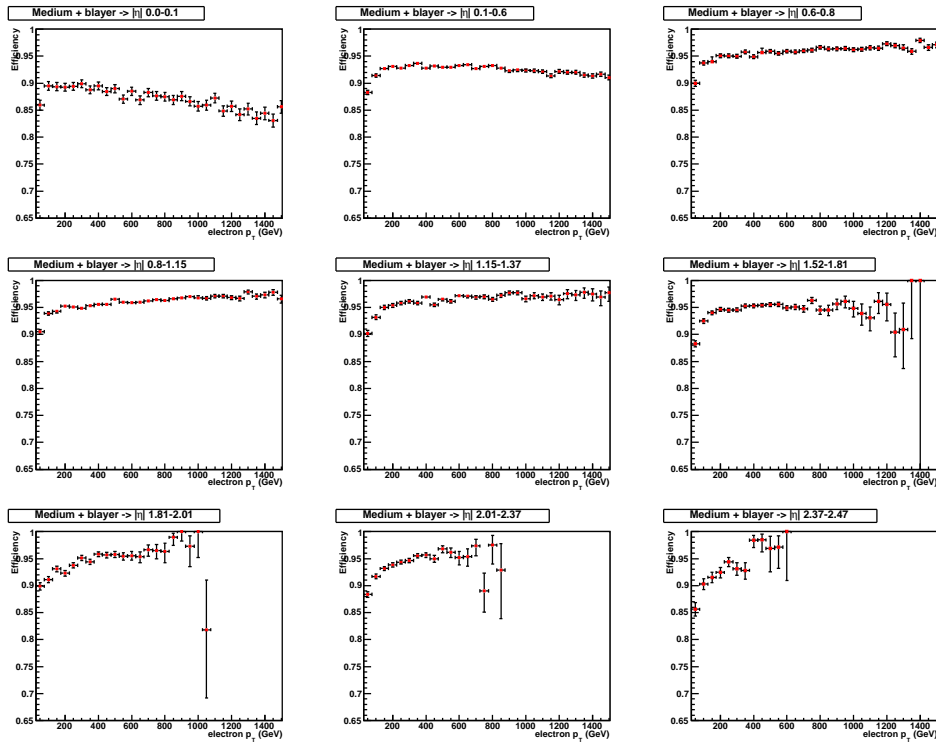 Medium + blayer -> |η| 0.0-0.1
Medium + blayer -> |η| 0.1-0.6
Medium + blayer -> |η| 0.6-0.8
Efficiency
1
0.95
0.9
0.85
0.8
0.75
0.7
0.65
200 400 600 800 1000 1200 1400
electron p_T (GeV)
Efficiency
1
0.95
0.9
0.85
0.8
0.75
0.7
0.65
200 400 600 800 1000 1200 1400
electron p_T (GeV)
Efficiency
1
0.95
0.9
0.85
0.8
0.75
0.7
0.65
200 400 600 800 1000 1200 1400
electron p_T (GeV)
Medium + blayer -> |η| 0.8-1.15
Medium + blayer -> |η| 1.15-1.37
Medium + blayer -> |η| 1.52-1.81
Efficiency
1
0.95
0.9
0.85
0.8
0.75
0.7
0.65
200 400 600 800 1000 1200 1400
electron p_T (GeV)
Efficiency
1
0.95
0.9
0.85
0.8
0.75
0.7
0.65
200 400 600 800 1000 1200 1400
electron p_T (GeV)
Efficiency
1
0.95
0.9
0.85
0.8
0.75
0.7
0.65
200 400 600 800 1000 1200 1400
electron p_T (GeV)
Medium + blayer -> |η| 1.81-2.01
Medium + blayer -> |η| 2.01-2.37
Medium + blayer -> |η| 2.37-2.47
Efficiency
1
0.95
0.9
0.85
0.8
0.75
0.7
0.65
200 400 600 800 1000 1200 1400
electron p_T (GeV)
Efficiency
1
0.95
0.9
0.85
0.8
0.75
0.7
0.65
200 400 600 800 1000 1200 1400
electron p_T (GeV)
Efficiency
1
0.95
0.9
0.85
0.8
0.75
0.7
0.65
200 400 600 800 1000 1200 1400
electron p_T (GeV)